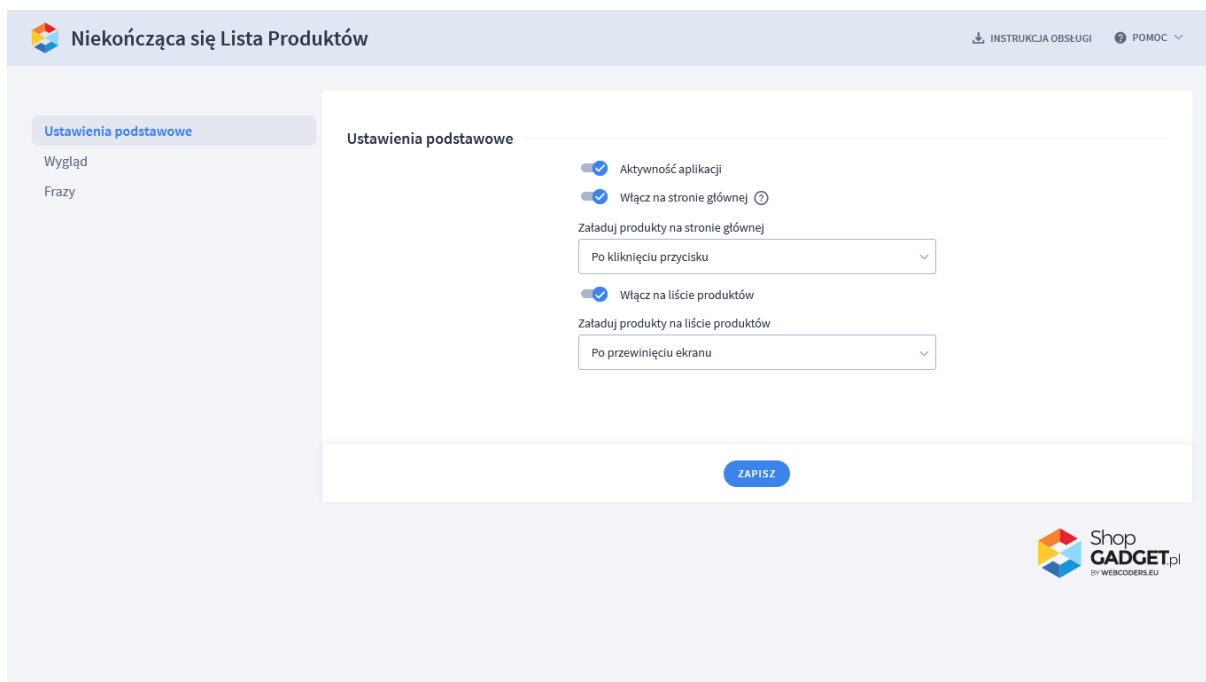 Niekończąca się Lista Produktów
INSTRUKCJA OBSŁUGI
POMOC
Ustawienia podstawowe
Wygląd
Frazy
Ustawienia podstawowe
Aktywność aplikacji
Włącz na stronie głównej ?
Załaduj produkty na stronie głównej
Po kliknięciu przycisku
Włącz na liście produktów
Załaduj produkty na liście produktów
Po przewinięciu ekranu
ZAPISZ
Shop
GADGET.pl
BY WEBCODERS.EU